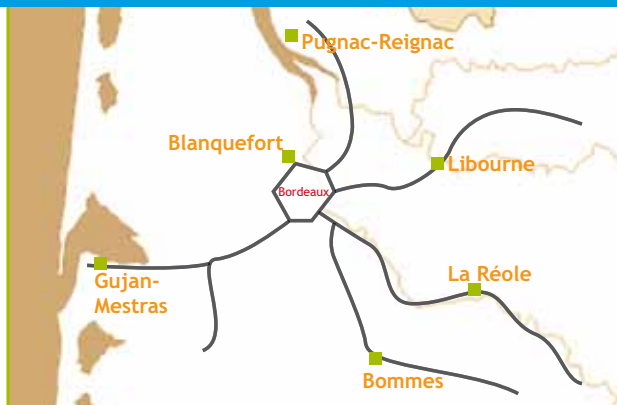 Pugnac-Reignac
Blanquefort
Libourne
Bordeaux
La Réole
Gujan-
Mestras
Bommes